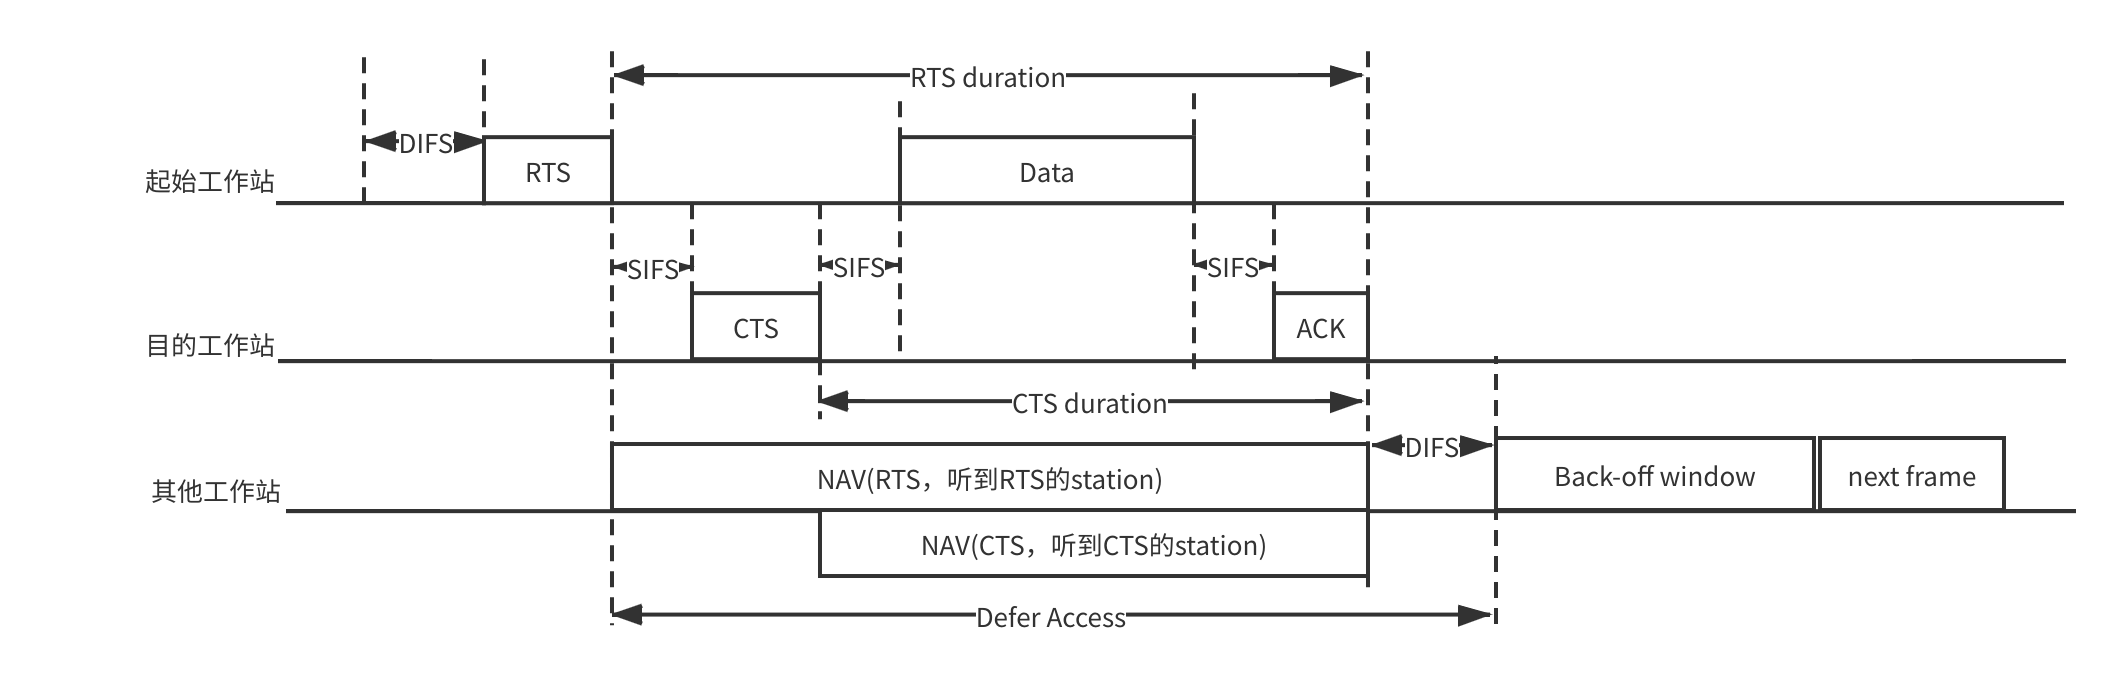 RTS duration
DIFS
RTS
Data
起始工作站
SIFS
SIFS
SIFS
CTS
ACK
目的工作站
CTS duration
DIFS
NAV(RTS，听到RTS的station)
Back-off window
next frame
其他工作站
NAV(CTS，听到CTS的station)
Defer Access